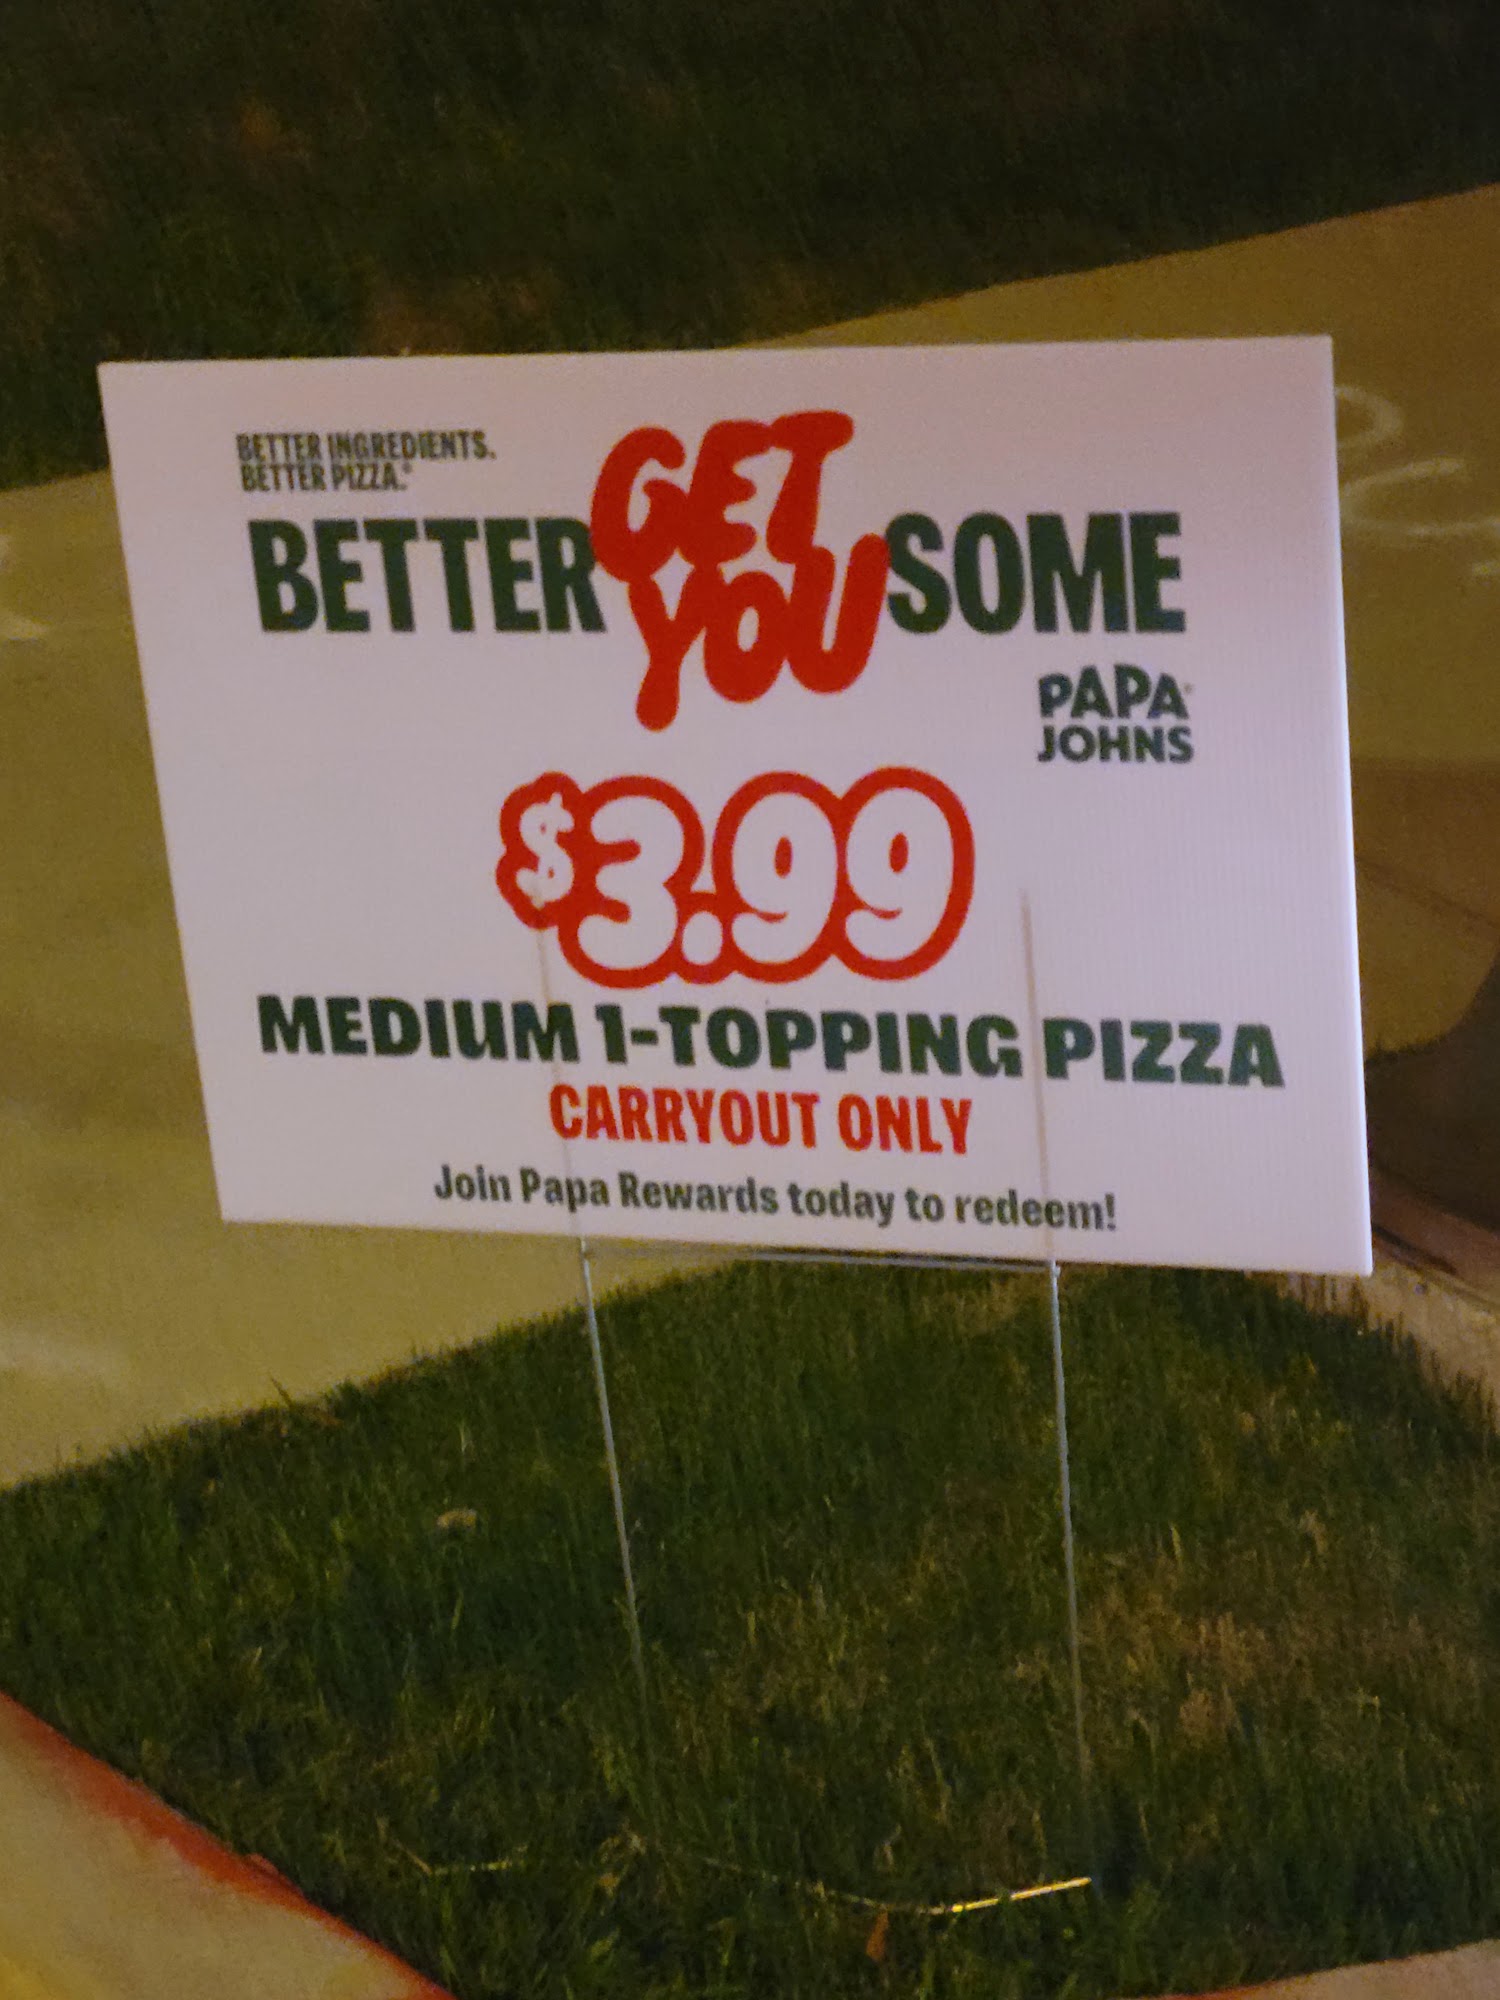 BETTER INGREDIENTS.
BETTER PIZZA.®
BETTER GET YOU SOME
PAPA JOHNS
$3.99
MEDIUM 1-TOPPING PIZZA
CARRYOUT ONLY
Join Papa Rewards today to redeem!